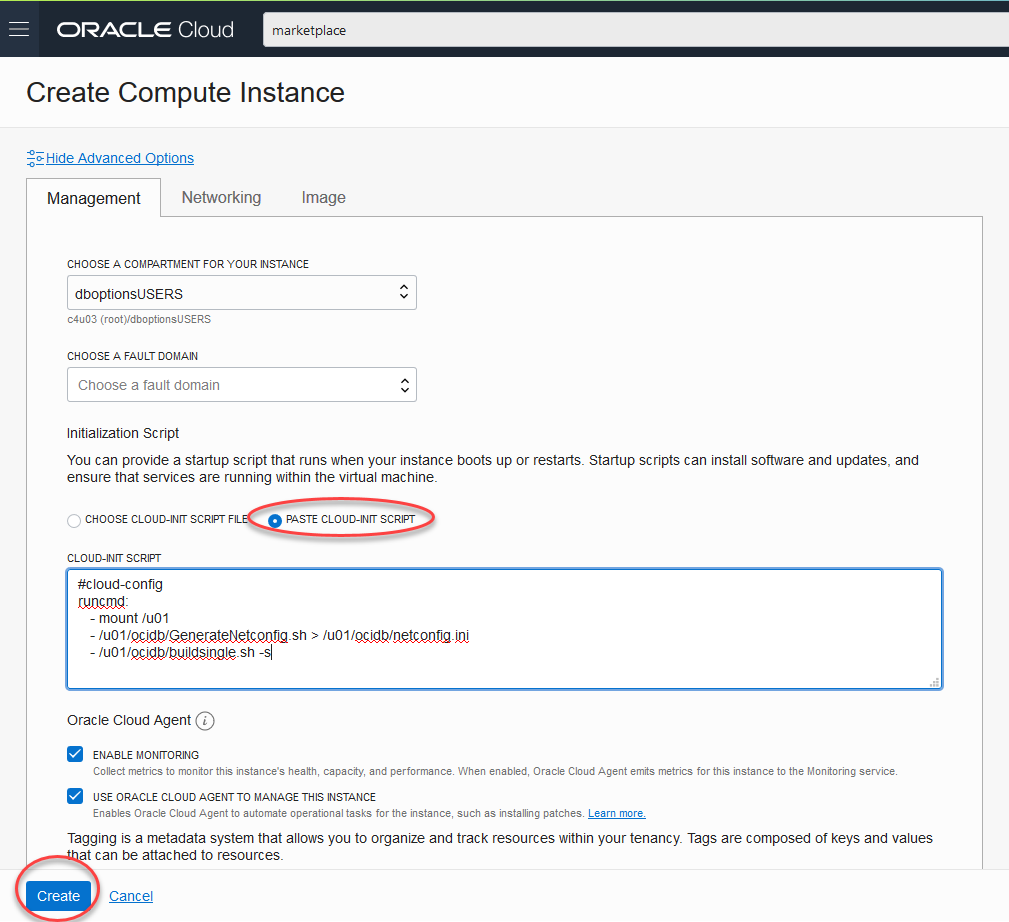 ORACLE Cloud
marketplace
Create Compute Instance
Hide Advanced Options
Management
Networking
Image
CHOOSE A COMPARTMENT FOR YOUR INSTANCE
dboptionsUSERS
c4u03 (root)/dboptionsUSERS
CHOOSE A FAULT DOMAIN
Choose a fault domain
Initialization Script
You can provide a startup script that runs when your instance boots up or restarts. Startup scripts can install software and updates, and
ensure that services are running within the virtual machine.
CHOOSE CLOUD-INIT SCRIPT FILE
PASTE CLOUD-INIT SCRIPT
CLOUD-INIT SCRIPT
#cloud-config
runcmd:
- mount /u01
- /u01/ocidb/GenerateNetconfig.sh > /u01/ocidb/netconfig.ini
- /u01/ocidb/buildsingle.sh -s
Oracle Cloud Agent i
ENABLE MONITORING
Collect metrics to monitor this instance's health, capacity, and performance. When enabled, Oracle Cloud Agent emits metrics for this instance to the Monitoring service.
USE ORACLE CLOUD AGENT TO MANAGE THIS INSTANCE
Enables Oracle Cloud Agent to automate operational tasks for the instance, such as installing patches. Learn more.
Tagging is a metadata system that allows you to organize and track resources within your tenancy. Tags are composed of keys and values
that can be attached to resources.
Create
Cancel